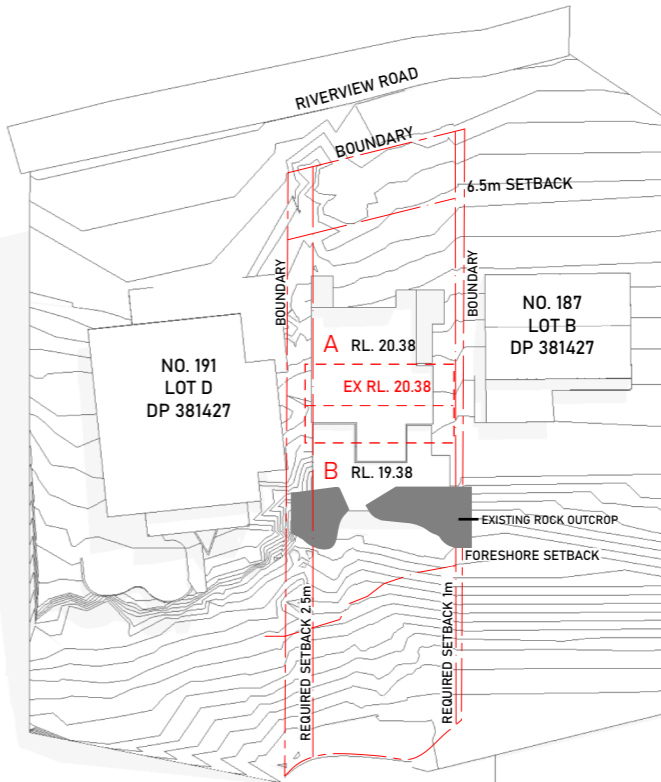 RIVERVIEW ROAD
BOUNDARY
6.5m SETBACK
BOUNDARY
BOUNDARY
NO. 187
LOT B
DP 381427
A RL. 20.38
NO. 191
LOT D
DP 381427
EX RL. 20.38
B RL. 19.38
EXISTING ROCK OUTCROP
FORESHORE SETBACK
REQUIRED SETBACK 2.5m
REQUIRED SETBACK 1m